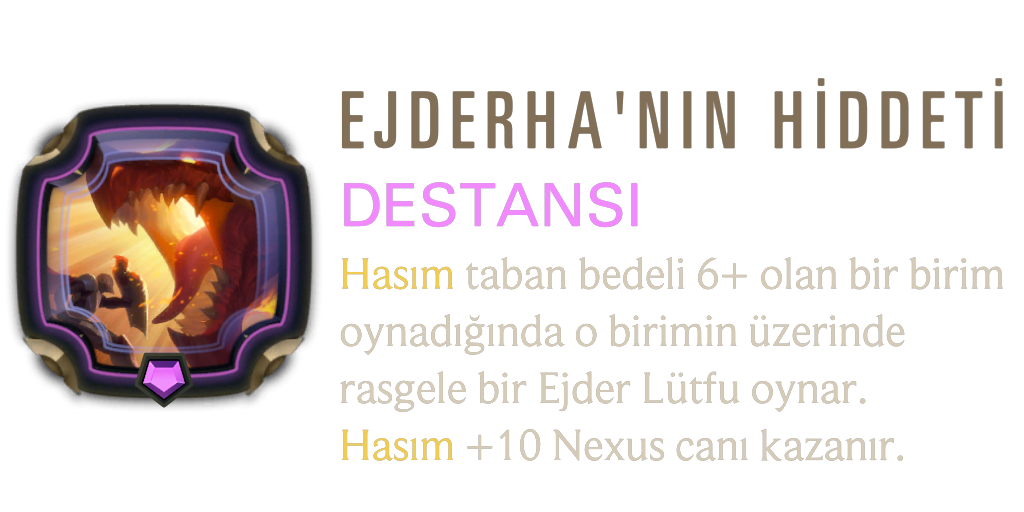 EJDERHA'NIN HİDDETİ
DESTANSI
Hasım taban bedeli 6+ olan bir birim
oynadığında o birimin üzerinde
rasgele bir Ejder Lütfu oynar.
Hasım +10 Nexus canı kazanır.